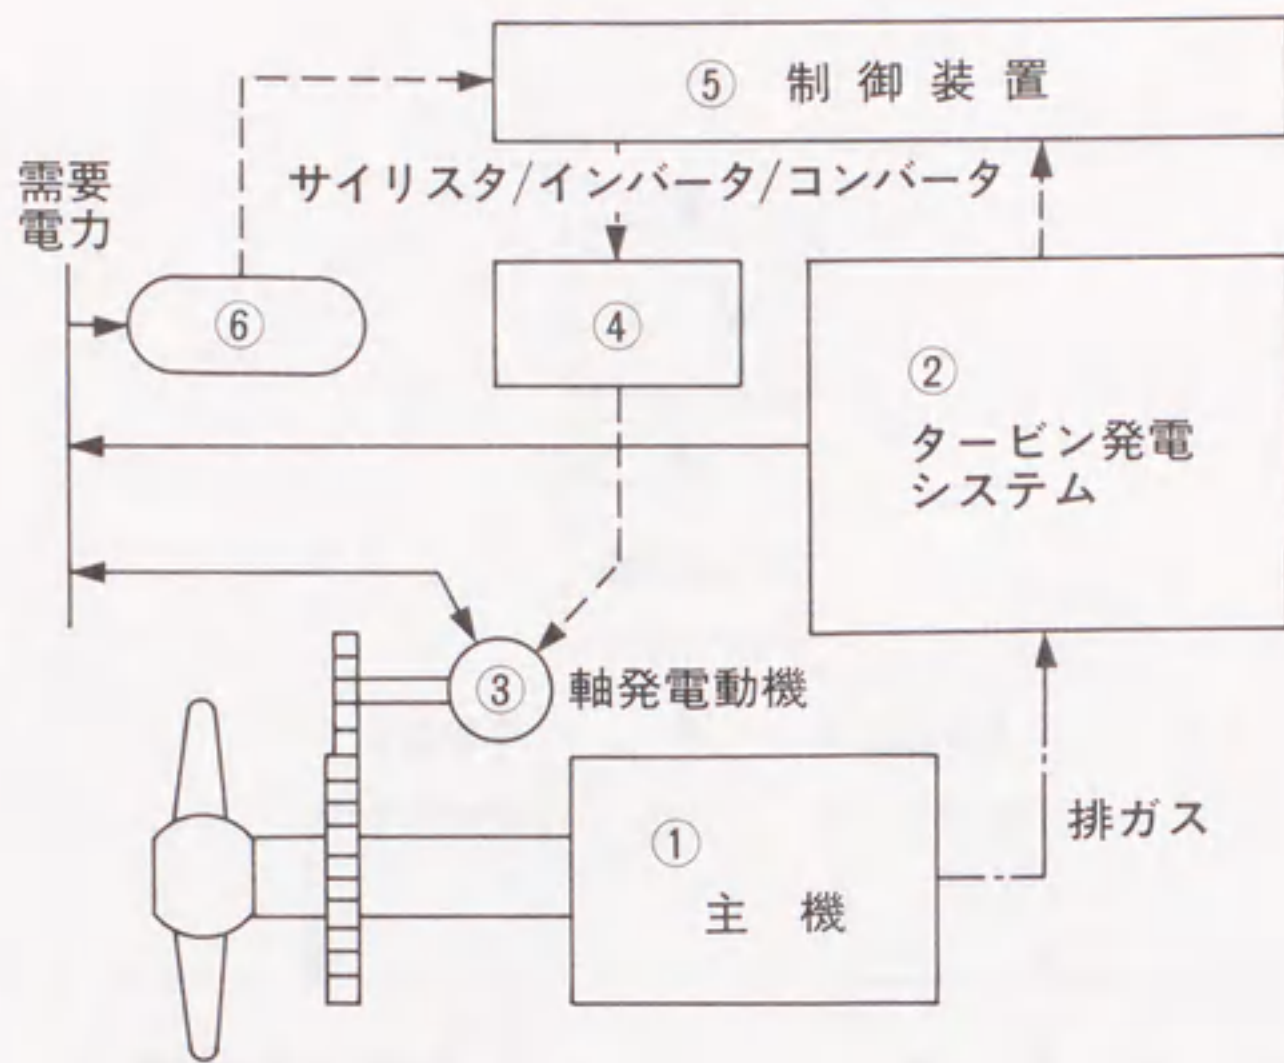 ⑤ 制御装置
サイリスタ/インバータ/コンバータ
需要
電力
⑥
④
②
タービン発電
システム
③ 軸発電動機
①
主機
排ガス